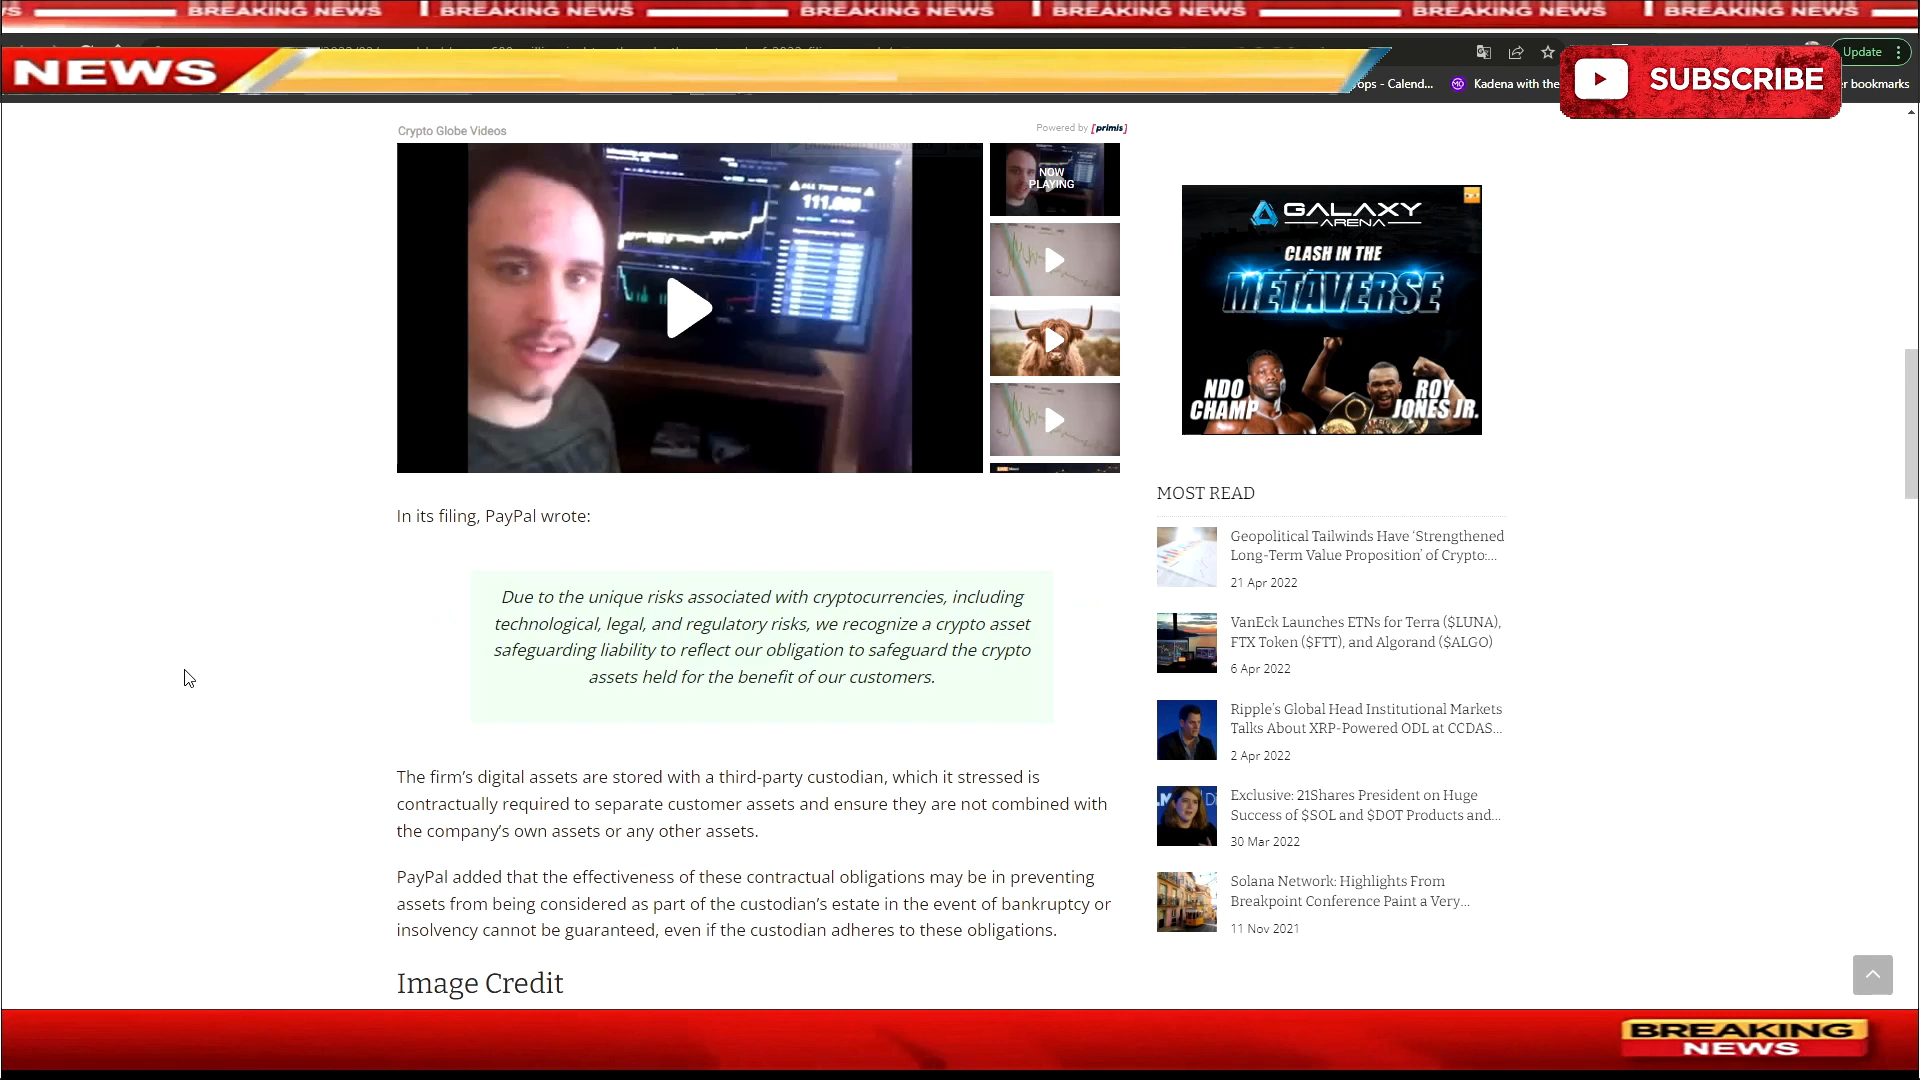 BREAKING NEWS BREAKING NEWS BREAKING NEWS BREAKING NEWS BREAKING NEWS BREAKING NEWS
NEWS
Update
ops - Calend...
Kadena with the
SUBSCRIBE
r bookmarks
Crypto Globe Videos
Powered by [primis]
111.000
NOW
PLAYING
GALAXY
ARENA
CLASH IN THE
METAVERSE
NDO
CHAMP
ROY
JONES JR.
In its filing, PayPal wrote:
Due to the unique risks associated with cryptocurrencies, including
technological, legal, and regulatory risks, we recognize a crypto asset
safeguarding liability to reflect our obligation to safeguard the crypto
assets held for the benefit of our customers.
The firm’s digital assets are stored with a third-party custodian, which it stressed is
contractually required to separate customer assets and ensure they are not combined with
the company’s own assets or any other assets.
PayPal added that the effectiveness of these contractual obligations may be in preventing
assets from being considered as part of the custodian’s estate in the event of bankruptcy or
insolvency cannot be guaranteed, even if the custodian adheres to these obligations.
Image Credit
MOST READ
Geopolitical Tailwinds Have ‘Strengthened
Long-Term Value Proposition’ of Crypto:...
21 Apr 2022
VanEck Launches ETNs for Terra ($LUNA),
FTX Token ($FTT), and Algorand ($ALGO)
6 Apr 2022
Ripple’s Global Head Institutional Markets
Talks About XRP-Powered ODL at CCDAS...
2 Apr 2022
Exclusive: 21Shares President on Huge
Success of $SOL and $DOT Products and...
30 Mar 2022
Solana Network: Highlights From
Breakpoint Conference Paint a Very...
11 Nov 2021
BREAKING
NEWS